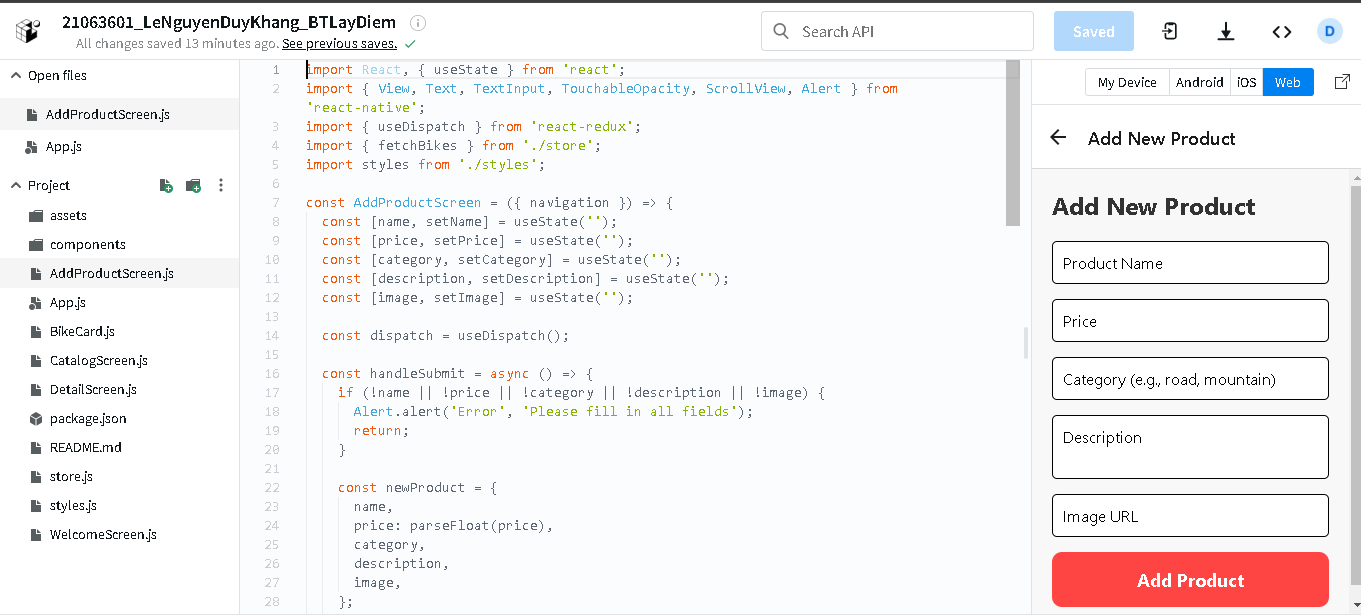 21063601_LeNguyenDuyKhang_BTLayDiem
All changes saved 13 minutes ago. See previous saves.
Search API
Saved
D
Open files
AddProductScreen.js
App.js
Project
assets
components
AddProductScreen.js
App.js
BikeCard.js
CatalogScreen.js
DetailScreen.js
package.json
README.md
store.js
styles.js
WelcomeScreen.js
1 import React, { useState } from 'react';
2 import { View, Text, TextInput, TouchableOpacity, ScrollView, Alert } from
'react-native';
3 import { useDispatch } from 'react-redux';
4 import { fetchBikes } from './store';
5 import styles from './styles';
6
7 const AddProductScreen = ({ navigation }) => {
8 const [name, setName] = useState('');
9 const [price, setPrice] = useState('');
10 const [category, setCategory] = useState('');
11 const [description, setDescription] = useState('');
12 const [image, setImage] = useState('');
13
14 const dispatch = useDispatch();
15
16 const handleSubmit = async () => {
17 if (!name || !price || !category || !description || !image) {
18 Alert.alert('Error', 'Please fill in all fields');
19 return;
20 }
21
22 const newProduct = {
23 name,
24 price: parseFloat(price),
25 category,
26 description,
27 image,
28 };
My Device Android iOS Web
Add New Product
Add New Product
Product Name
Price
Category (e.g., road, mountain)
Description
Image URL
Add Product